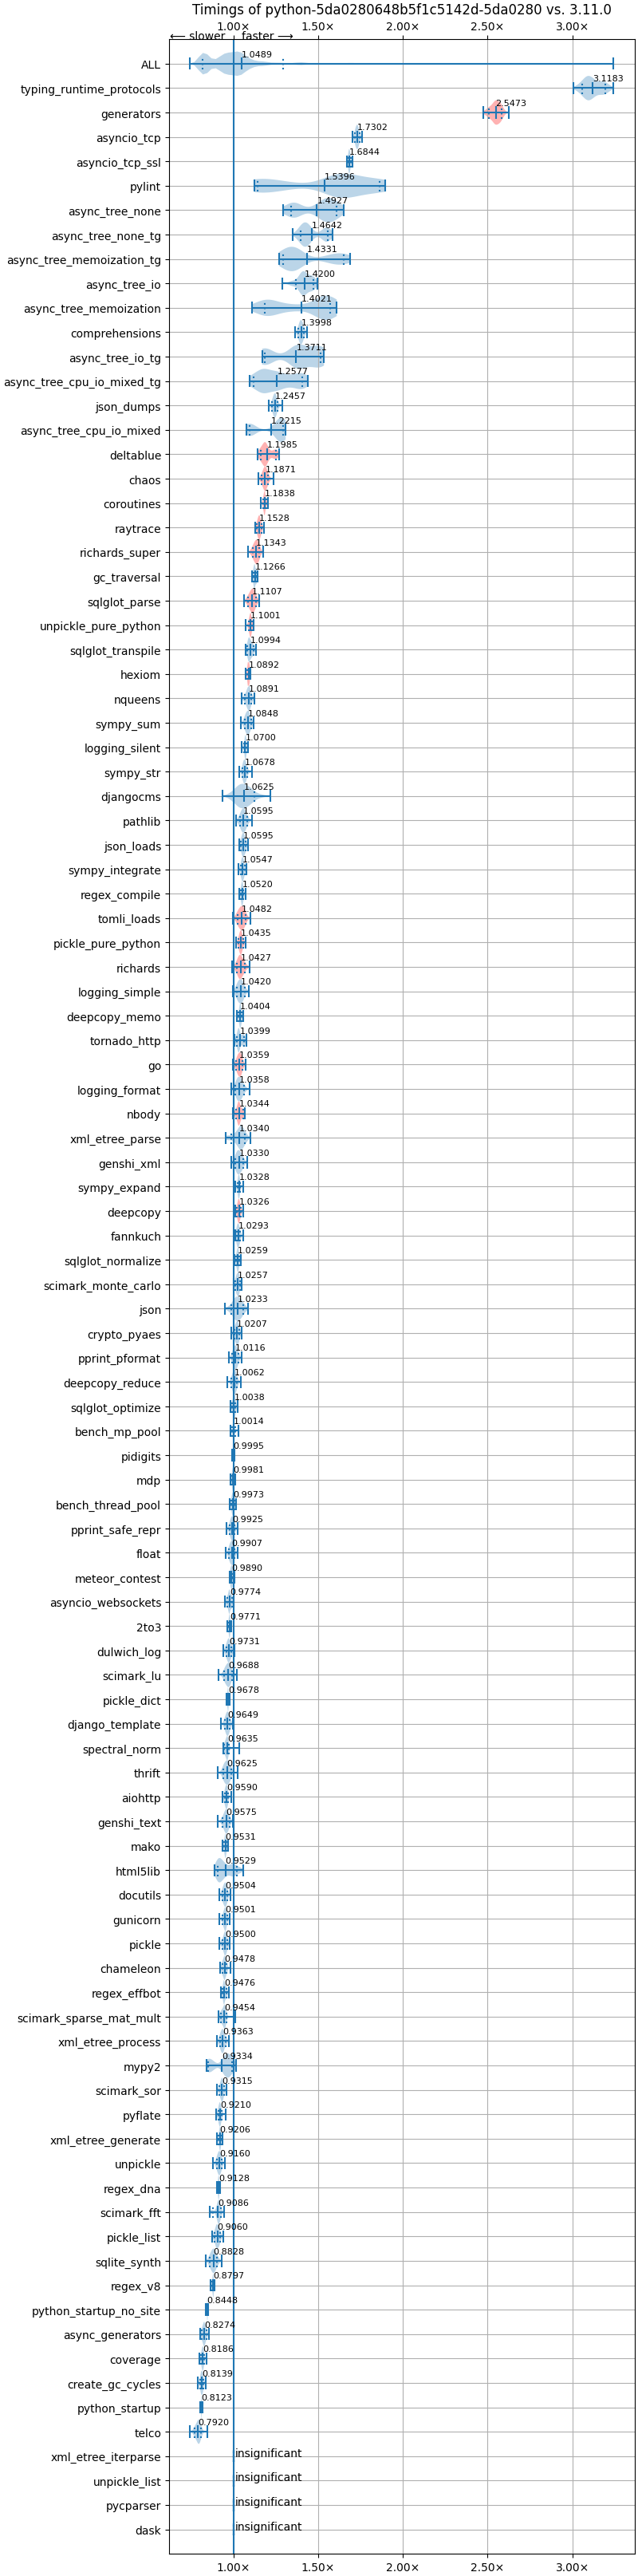 Timings of python-5da0280648b5f1c5142d-5da0280 vs. 3.11.0
1.00× 1.50× 2.00× 2.50× 3.00×
⟵ slower faster ⟶
ALL 1.0489
typing_runtime_protocols 3.1183
generators 2.5473
asyncio_tcp 1.7302
asyncio_tcp_ssl 1.6844
pylint 1.5396
async_tree_none 1.4927
async_tree_none_tg 1.4642
async_tree_memoization_tg 1.4331
async_tree_io 1.4200
async_tree_memoization 1.4021
comprehensions 1.3998
async_tree_io_tg 1.3711
async_tree_cpu_io_mixed_tg 1.2577
json_dumps 1.2457
async_tree_cpu_io_mixed 1.2215
deltablue 1.1985
chaos 1.1871
coroutines 1.1838
raytrace 1.1528
richards_super 1.1343
gc_traversal 1.1266
sqlglot_parse 1.1107
unpickle_pure_python 1.1001
sqlglot_transpile 1.0994
hexiom 1.0892
nqueens 1.0891
sympy_sum 1.0848
logging_silent 1.0700
sympy_str 1.0678
djangocms 1.0625
pathlib 1.0595
json_loads 1.0595
sympy_integrate 1.0547
regex_compile 1.0520
tomli_loads 1.0482
pickle_pure_python 1.0435
richards 1.0427
logging_simple 1.0420
deepcopy_memo 1.0404
tornado_http 1.0399
go 1.0359
logging_format 1.0358
nbody 1.0344
xml_etree_parse 1.0340
genshi_xml 1.0330
sympy_expand 1.0328
deepcopy 1.0326
fannkuch 1.0293
sqlglot_normalize 1.0259
scimark_monte_carlo 1.0257
json 1.0233
crypto_pyaes 1.0207
pprint_pformat 1.0116
deepcopy_reduce 1.0062
sqlglot_optimize 1.0038
bench_mp_pool 1.0014
pidigits 0.9995
mdp 0.9981
bench_thread_pool 0.9973
pprint_safe_repr 0.9925
float 0.9907
meteor_contest 0.9890
asyncio_websockets 0.9774
2to3 0.9771
dulwich_log 0.9731
scimark_lu 0.9688
pickle_dict 0.9678
django_template 0.9649
spectral_norm 0.9635
thrift 0.9625
aiohttp 0.9590
genshi_text 0.9575
mako 0.9531
html5lib 0.9529
docutils 0.9504
gunicorn 0.9501
pickle 0.9500
chameleon 0.9478
regex_effbot 0.9476
scimark_sparse_mat_mult 0.9454
xml_etree_process 0.9363
mypy2 0.9334
scimark_sor 0.9315
pyflate 0.9210
xml_etree_generate 0.9206
unpickle 0.9160
regex_dna 0.9128
scimark_fft 0.9086
pickle_list 0.9060
sqlite_synth 0.8828
regex_v8 0.8797
python_startup_no_site 0.8448
async_generators 0.8274
coverage 0.8186
create_gc_cycles 0.8139
python_startup 0.8123
telco 0.7920
xml_etree_iterparse insignificant
unpickle_list insignificant
pycparser insignificant
dask insignificant
1.00× 1.50× 2.00× 2.50× 3.00×